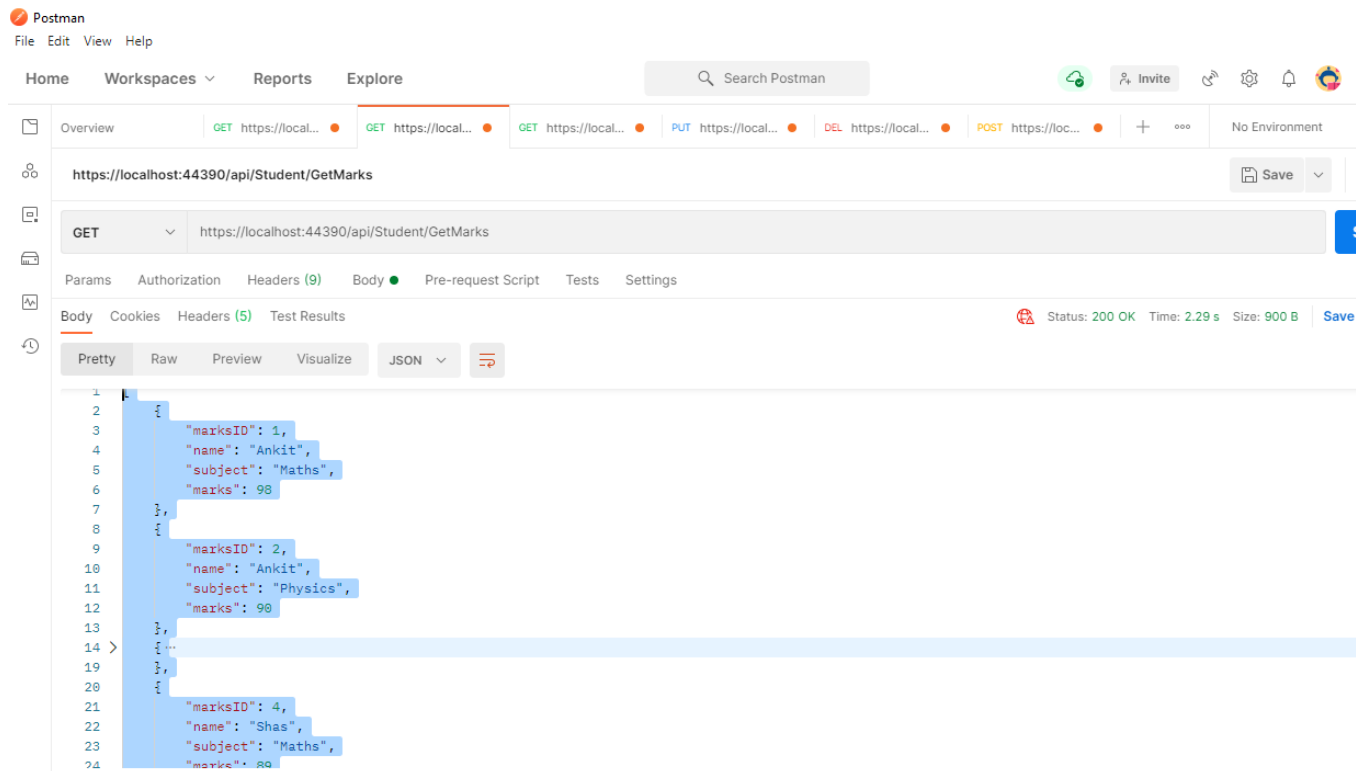 Postman
File Edit View Help
Home Workspaces Reports Explore Search Postman Invite
Overview GET https://local... GET https://local... GET https://local... PUT https://local... DEL https://local... POST https://loc... + ooo No Environment
https://localhost:44390/api/Student/GetMarks Save
GET https://localhost:44390/api/Student/GetMarks
Params Authorization Headers (9) Body Pre-request Script Tests Settings
Body Cookies Headers (5) Test Results Status: 200 OK Time: 2.29 s Size: 900 B Save
Pretty Raw Preview Visualize JSON
1 [
2 {
3 "marksID": 1,
4 "name": "Ankit",
5 "subject": "Maths",
6 "marks": 98
7 },
8 {
9 "marksID": 2,
10 "name": "Ankit",
11 "subject": "Physics",
12 "marks": 90
13 },
14 { ...
19 },
20 {
21 "marksID": 4,
22 "name": "Shas",
23 "subject": "Maths",
24 "marks": 89